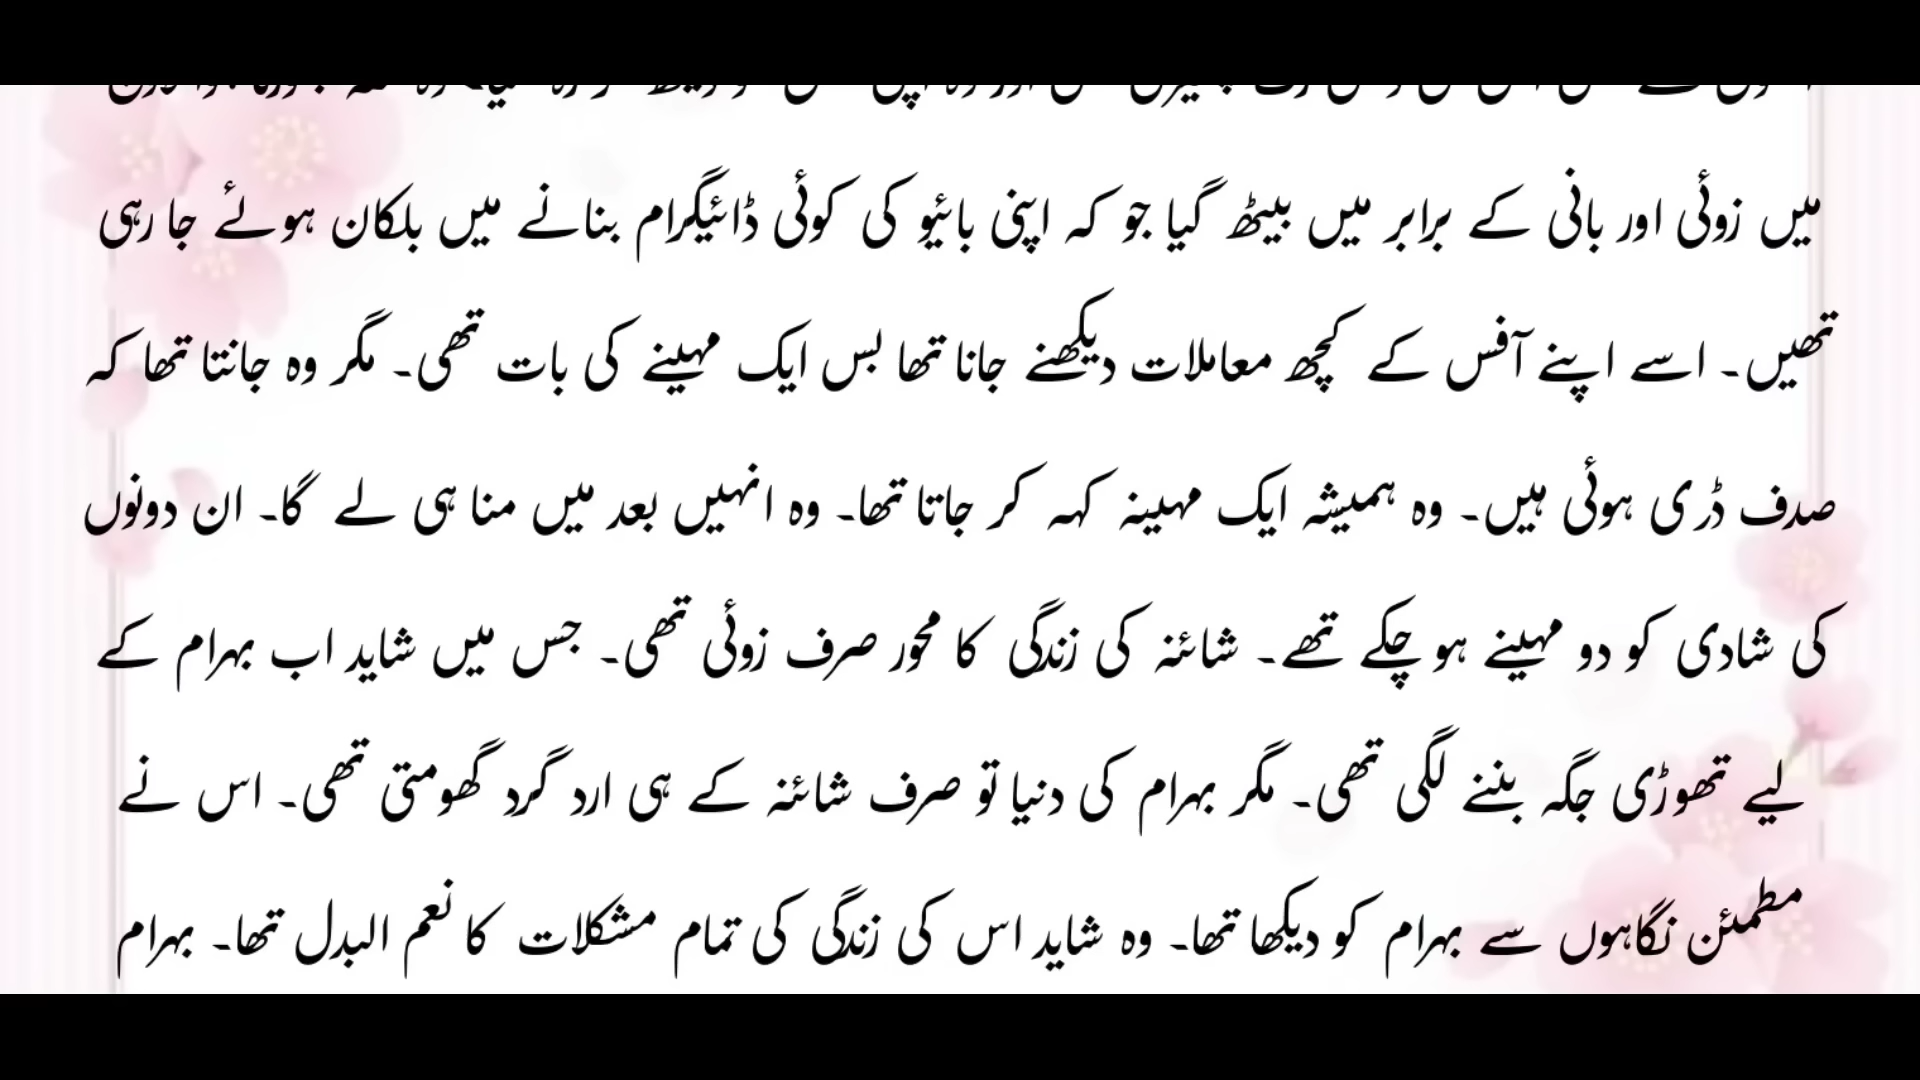 میں زوئی اور ہانی کے برابر میں بیٹھ گیا جو کہ اپنی بائیو کی کوئی ڈائیگرام بنانے میں ہلکان ہوئے جا رہی
تھیں۔ اسے اپنے آفس کے کچھ معاملات دیکھنے جانا تھا بس ایک مہینے کی بات تھی۔ مگر وہ جانتا تھا کہ
صدف ڈری ہوئی ہیں۔ وہ ہمیشہ ایک مہینہ کہہ کر جاتا تھا۔ وہ انہیں بعد میں منا ہی لے گا۔ ان دونوں
کی شادی کو دو مہینے ہو چکے تھے۔ شائنہ کی زندگی کا محور صرف زوئی تھی۔ جس میں شاید اب بہرام کے
لیے تھوڑی جگہ بننے لگی تھی۔ مگر بہرام کی دنیا تو صرف شائنہ کے ہی ارد گرد گھومتی تھی۔ اس نے
مطمئن نگاہوں سے بہرام کو دیکھا تھا۔ وہ شاید اس کی زندگی کی تمام مشکلات کا نعم البدل تھا۔ بہرام